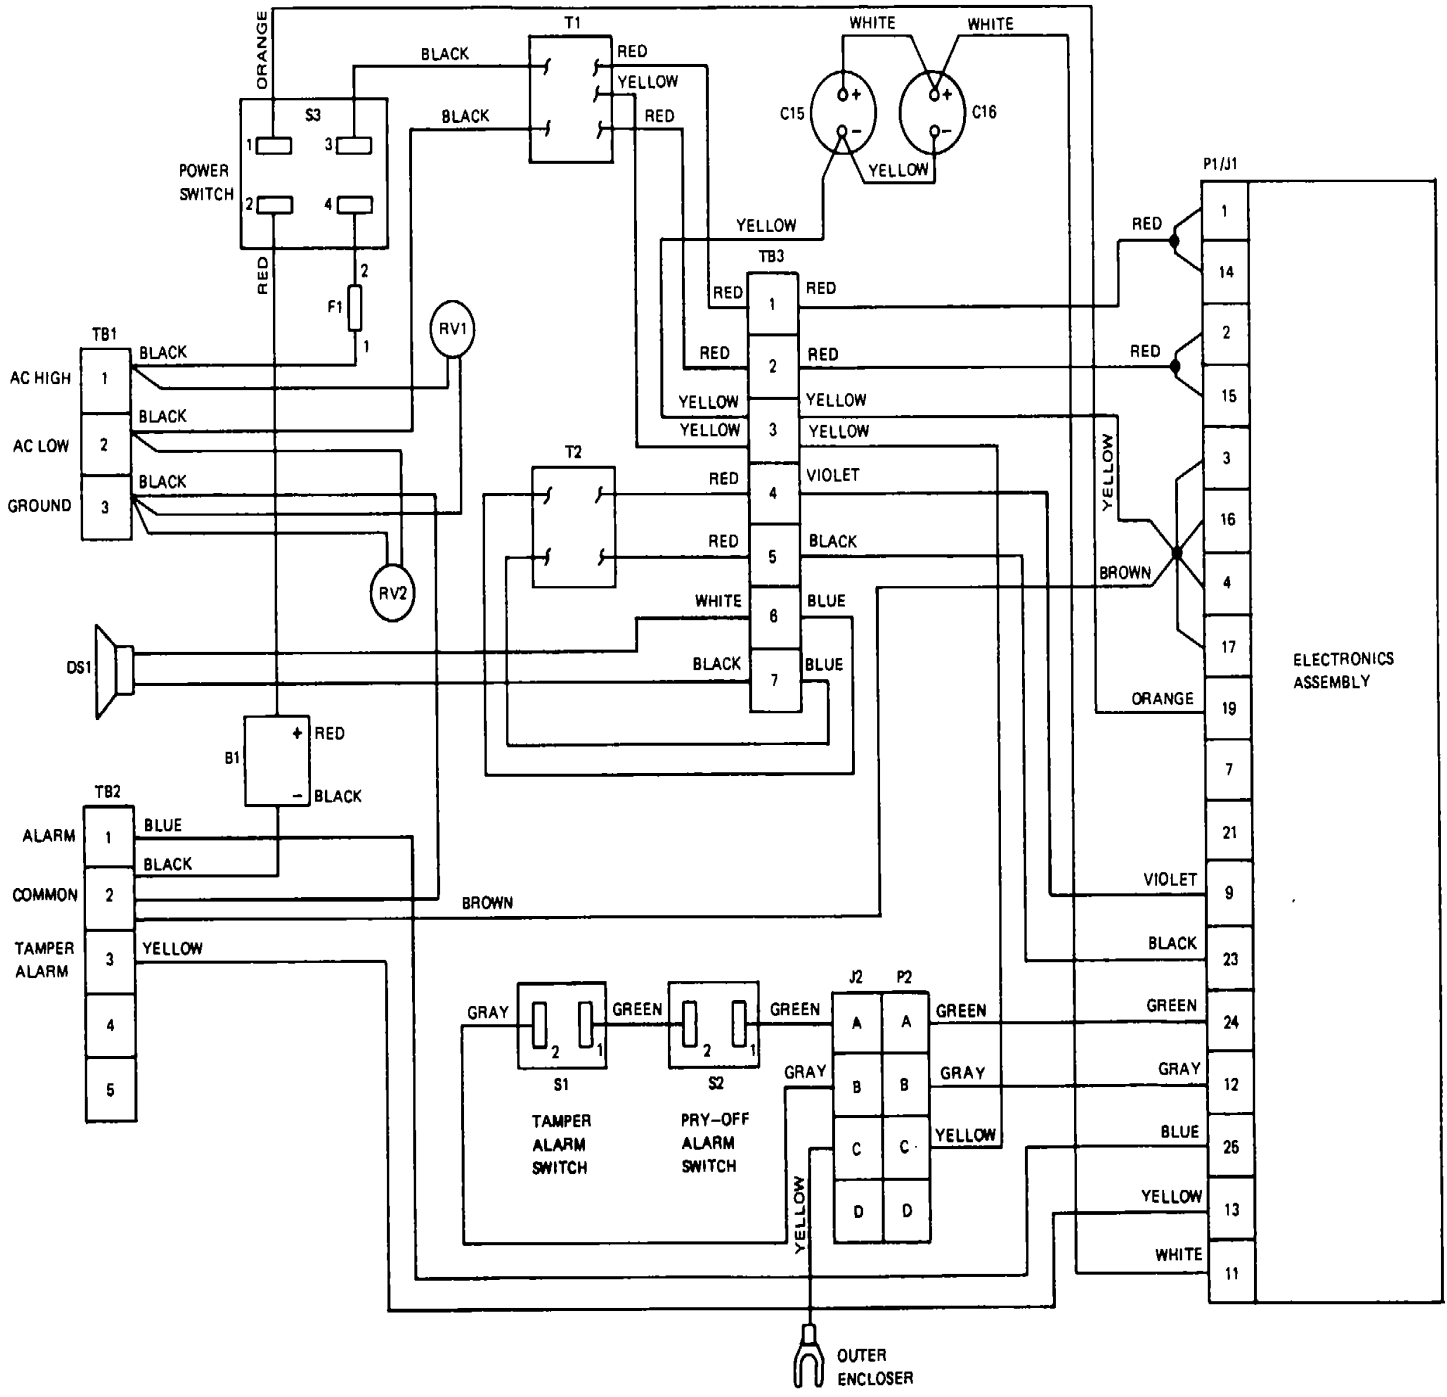 ORANGE
T1
WHITE
WHITE
BLACK
RED
YELLOW
S3
BLACK
RED
C15
+
+
C16
-
-
1
3
POWER
SWITCH
YELLOW
P1/J1
2
4
1
RED
YELLOW
RED
2
TB3
14
F1
RED
1
RED
RV1
1
2
TB1
BLACK
RED
2
RED
RED
AC HIGH
1
15
YELLOW
YELLOW
BLACK
3
YELLOW
YELLOW
AC LOW
2
YELLOW
3
T2
BLACK
RED
4
VIOLET
GROUND
3
16
RED
5
BLACK
BROWN
4
RV2
WHITE
6
BLUE
17
DS1
BLACK
7
BLUE
ELECTRONICS
ASSEMBLY
ORANGE
19
+
RED
B1
7
-
BLACK
TB2
ALARM
1
BLUE
21
BLACK
COMMON
2
VIOLET
9
BROWN
TAMPER
ALARM
3
YELLOW
BLACK
23
J2
P2
GRAY
GREEN
GREEN
A
A
GREEN
GREEN
24
4
2
1
2
1
S1
S2
GRAY
B
B
GRAY
GRAY
12
5
TAMPER
ALARM
SWITCH
PRY-OFF
ALARM
SWITCH
C
C
YELLOW
BLUE
26
YELLOW
D
D
YELLOW
13
WHITE
11
OUTER
ENCLOSER